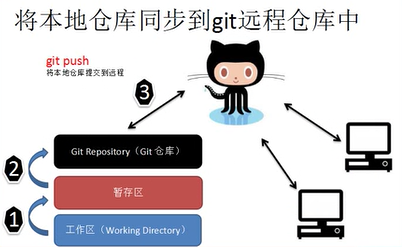 将本地仓库同步到git远程仓库中
git push
将本地仓库提交到远程
3
Git Repository（Git 仓库）
2
暂存区
1
工作区（Working Directory）